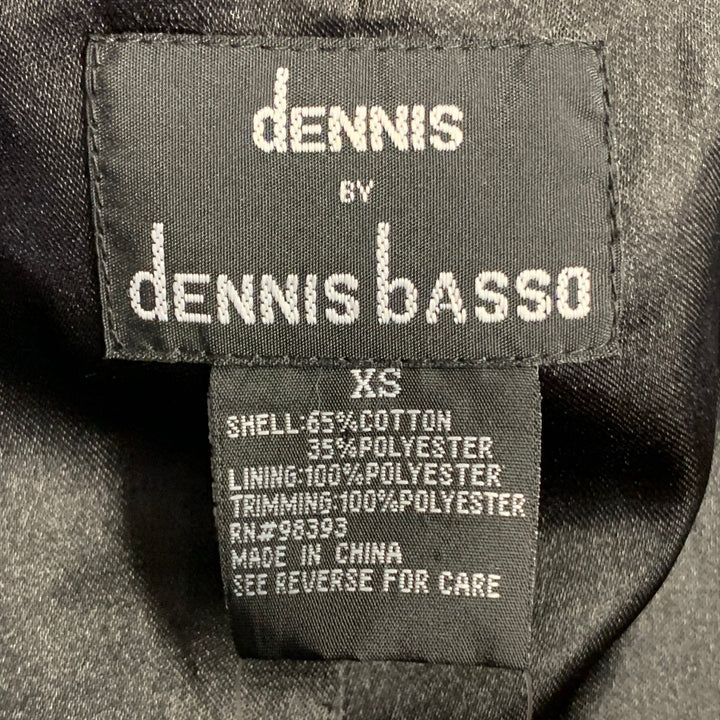 dENNIS
BY
dENNIS bASSO
XS
SHELL:65%COTTON
35%POLYESTER
LINING:100%POLYESTER
TRIMMING:100%POLYESTER
RN#98393
MADE IN CHINA
SEE REVERSE FOR CARE